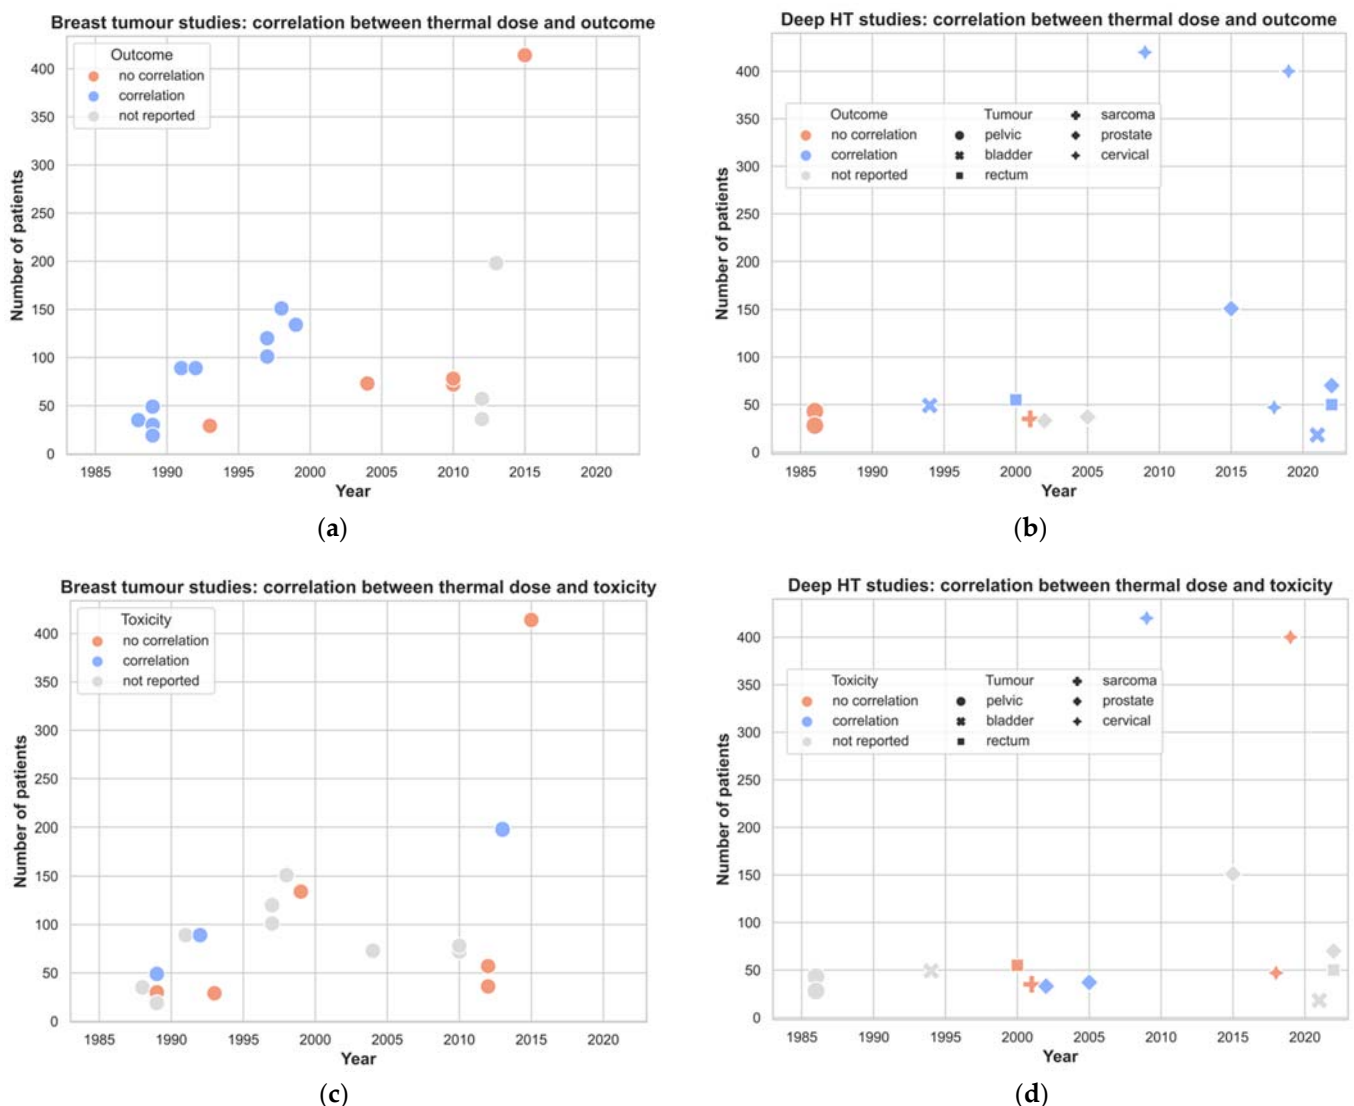 Breast tumour studies: correlation between thermal dose and outcome
Outcome
no correlation
correlation
not reported
400
350
300
250
200
150
100
50
0
Number of patients
1985 1990 1995 2000 2005 2010 2015 2020
Year
(a)
Deep HT studies: correlation between thermal dose and outcome
Outcome Tumour sarcoma
no correlation pelvic prostate
correlation bladder cervical
not reported rectum
400
350
300
250
200
150
100
50
0
Number of patients
1985 1990 1995 2000 2005 2010 2015 2020
Year
(b)
Breast tumour studies: correlation between thermal dose and toxicity
Toxicity
no correlation
correlation
not reported
400
350
300
250
200
150
100
50
0
Number of patients
1985 1990 1995 2000 2005 2010 2015 2020
Year
(c)
Deep HT studies: correlation between thermal dose and toxicity
Toxicity Tumour sarcoma
no correlation pelvic prostate
correlation bladder cervical
not reported rectum
400
350
300
250
200
150
100
50
0
Number of patients
1985 1990 1995 2000 2005 2010 2015 2020
Year
(d)